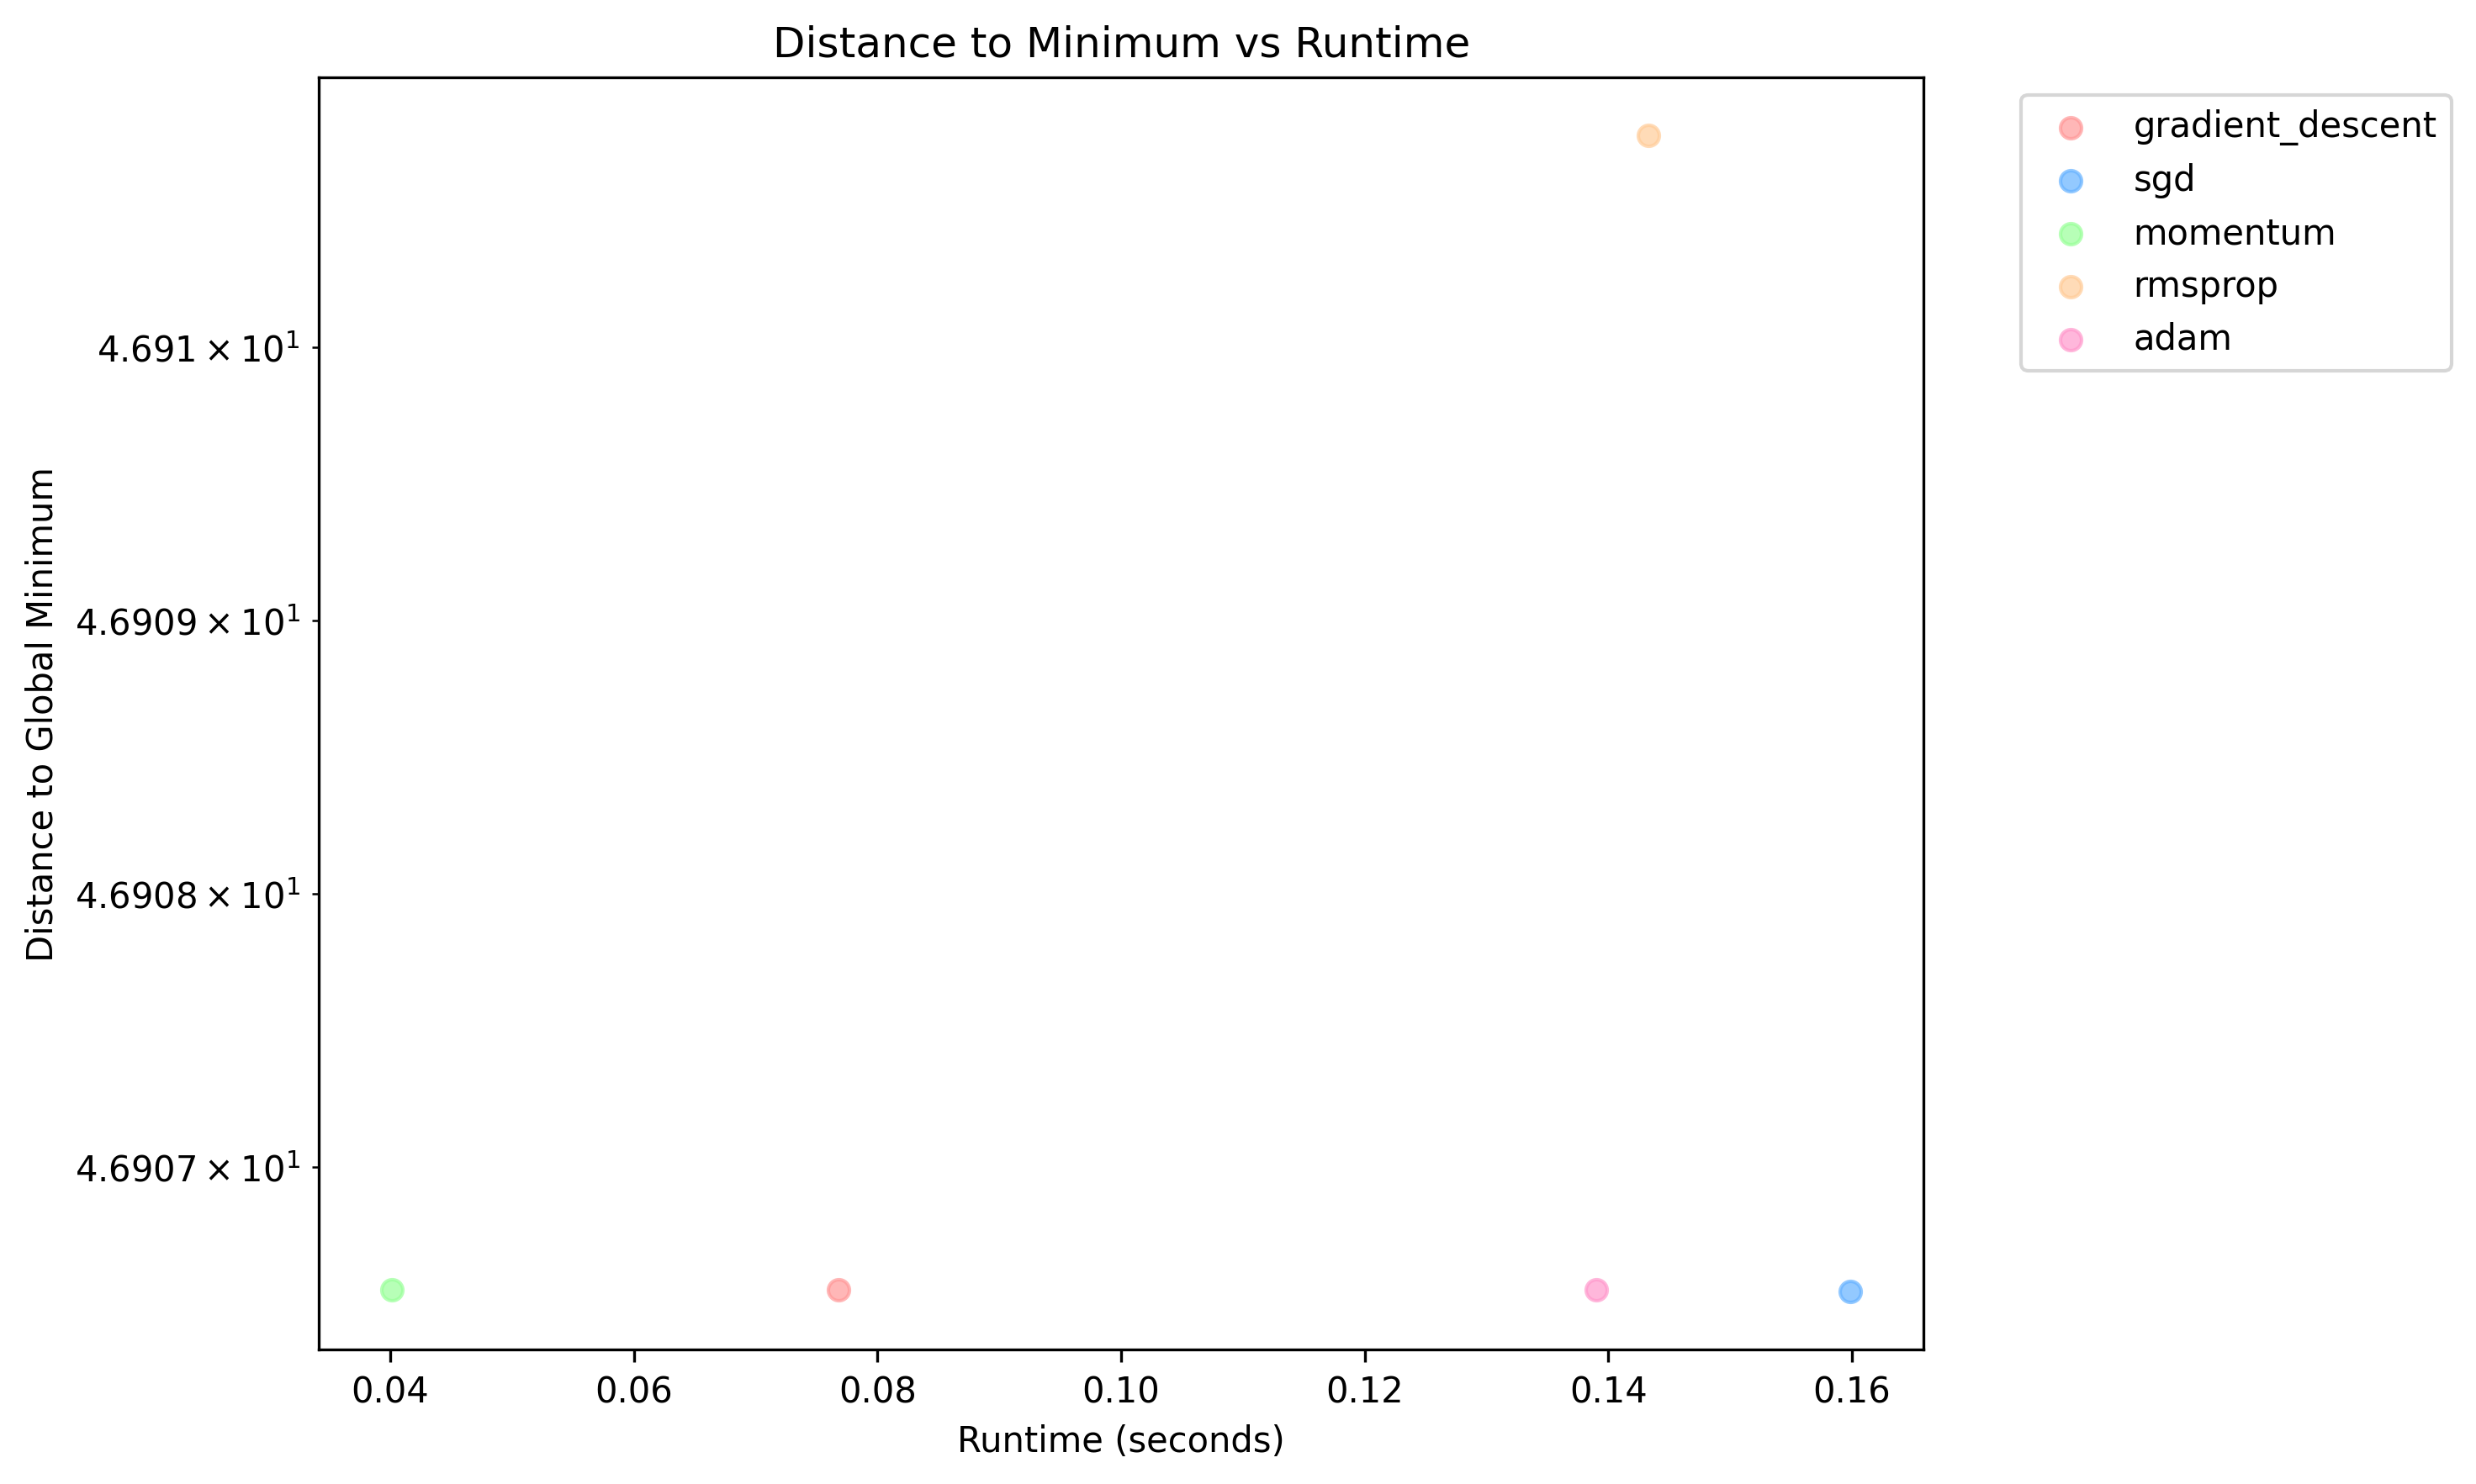 Distance to Minimum vs Runtime
gradient_descent
sgd
momentum
rmsprop
adam
Distance to Global Minimum
4.691 × 10¹
4.6909 × 10¹
4.6908 × 10¹
4.6907 × 10¹
0.04 0.06 0.08 0.10 0.12 0.14 0.16
Runtime (seconds)